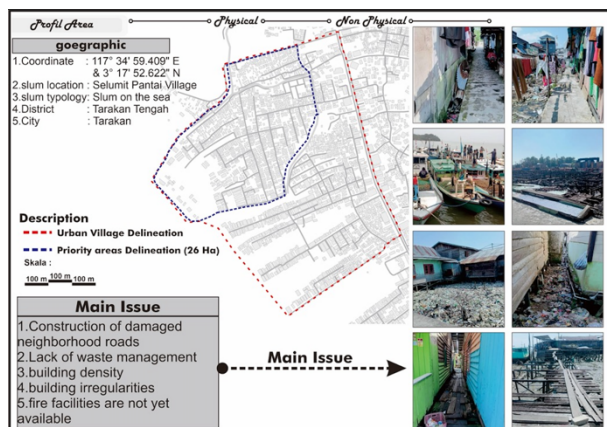 Profil Area
Physical
Non Physical
goegraphic
1.Coordinate : 117° 34' 59.409" E
& 3° 17' 52.622" N
2.slum location : Selumit Pantai Village
3.slum typology : Slum on the sea
4.District : Tarakan Tengah
5.City : Tarakan
Description
Urban Village Delineation
Priority areas Delineation (26 Ha)
Skala :
100 m 100 m 100 m
Main Issue
1.Construction of damaged
neighborhood roads
2.Lack of waste management
3.building density
4.building irregularities
5.fire facilities are not yet
available
Main Issue